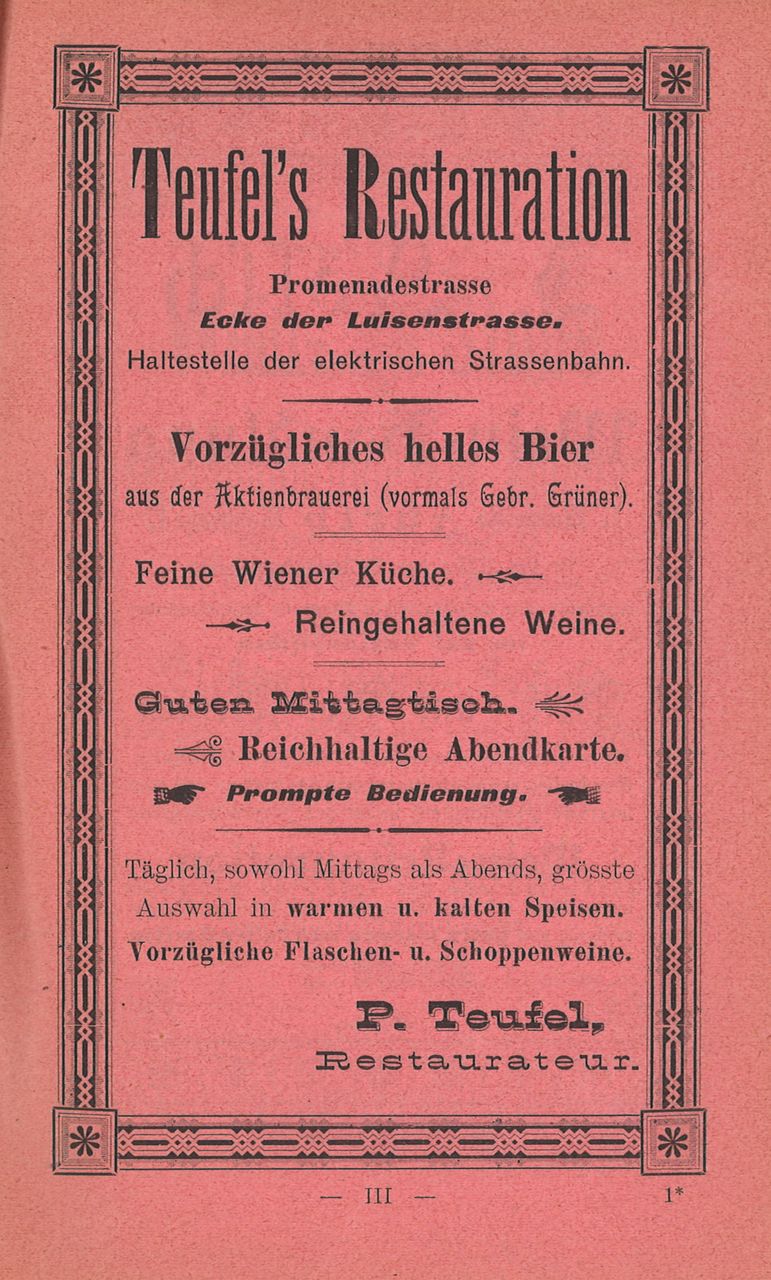 Teufel's Restauration
Promenadestrasse
Ecke der Luisenstrasse.
Haltestelle der elektrischen Strassenbahn.
Vorzügliches helles Bier
aus der Aktienbrauerei (vormals Gebr. Grüner).
Feine Wiener Küche.
Reingehaltene Weine.
Guten Mittagtisch.
Reichhaltige Abendkarte.
Prompte Bedienung.
Täglich, sowohl Mittags als Abends, grösste
Auswahl in warmen u. kalten Speisen.
Vorzügliche Flaschen- u. Schoppenweine.
P. Teufel,
Restaurateur.
— III —
1*